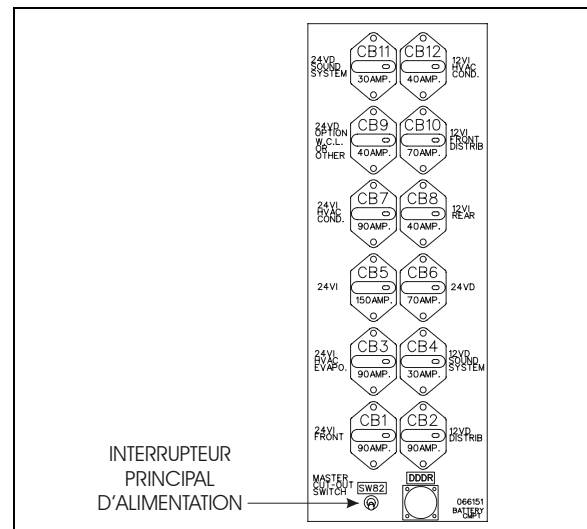 24VD
SOUND
SYSTEM
CB11
30AMP.
CB12
40AMP.
12VI
HVAC
COND.
24VD
OPTION
W.C.L.
OR
OTHER
CB9
40AMP.
CB10
70AMP.
12VI
FRONT
DISTRIB
24VI
HVAC
COND.
CB7
90AMP.
CB8
40AMP.
12VI
REAR
24VI
CB5
150AMP.
CB6
70AMP.
24VD
24VI
HVAC
EVAPO.
CB3
90AMP.
CB4
30AMP.
12VD
SOUND
SYSTEM
24VI
FRONT
CB1
90AMP.
CB2
90AMP.
12VD
DISTRIB
INTERRUPTEUR
PRINCIPAL
D'ALIMENTATION
MASTER
CUT-OUT
SWITCH
SW82
DDDR
066151
BATTERY
CMPT